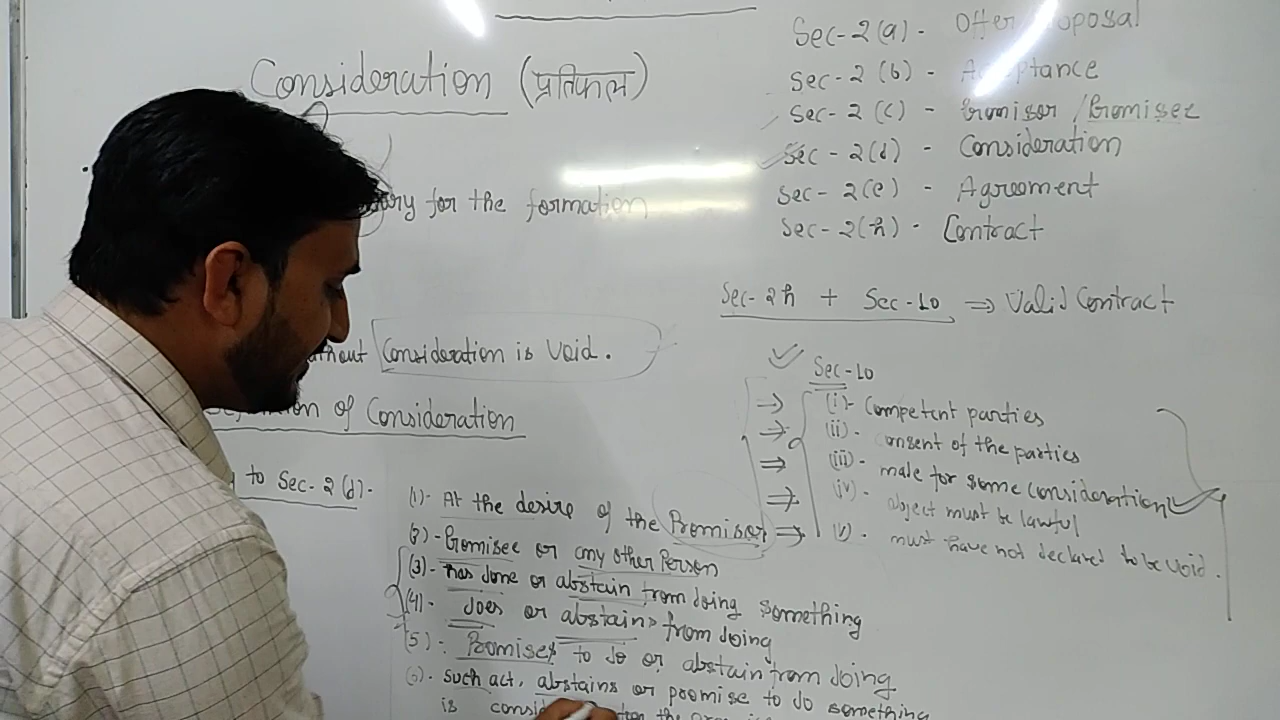 Consideration (प्रतिफल)
for the formation
Consideration is Void.
of Consideration
to Sec-2(d)-
(1)- At the desire of the Promisor
(2)- Promisee or any other Person
(3)- has done or abstain from doing something
(4)- does or abstains from doing
(5)- Promises to do or abstain from doing
(6)- such act, abstains or promise to do something
is
Sec-2(a)- Offer
Sec-2(b) - Acceptance
Sec-2(c) - Promisor / Promisee
Sec-2(d) - Consideration
Sec-2(e) - Agreement
Sec-2(h) - Contract
Sec-2h + Sec-10 ⇒ Valid Contract
Sec-10
(i)- Competent parties
(ii)- consent of the parties
(iii)- made for some consideration
(iv)- object must be lawful
(v)- must have not declared to be void.